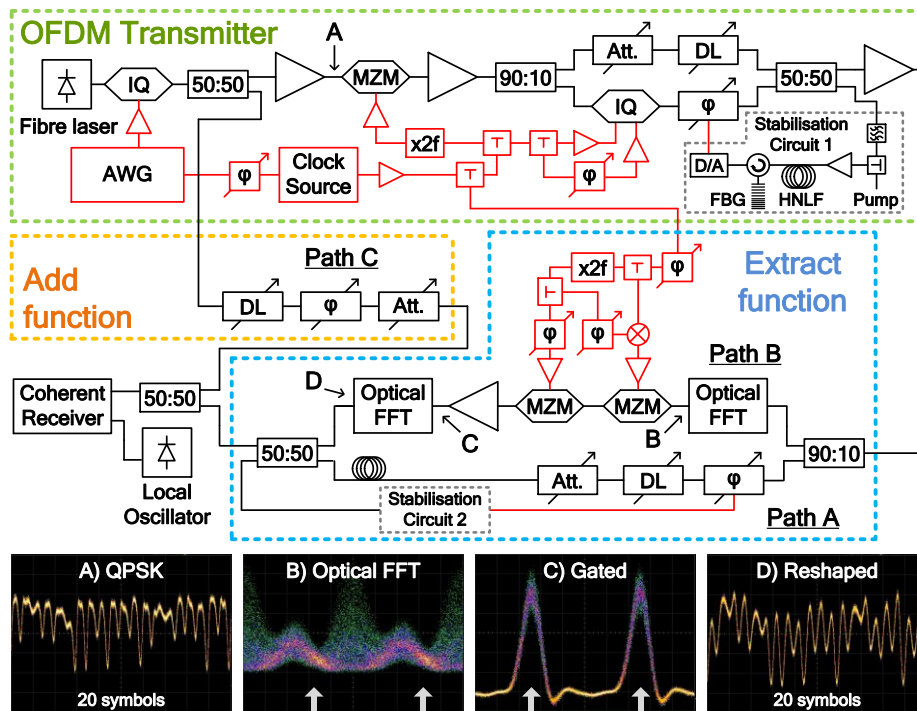 OFDM Transmitter
A
Att.
DL
IQ
50:50
MZM
90:10
50:50
Fibre laser
IQ
φ
Stabilisation
Circuit 1
x2f
AWG
φ
Clock
Source
φ
D/A
FBG
HNLF
Pump
Path C
Add
function
DL
φ
Att.
x2f
φ
Extract
function
φ
φ
Path B
Coherent
Receiver
50:50
D
Optical
FFT
MZM
MZM
Optical
FFT
C
B
50:50
90:10
Local
Oscillator
Att.
DL
φ
Stabilisation
Circuit 2
Path A
A) QPSK
20 symbols
B) Optical FFT
C) Gated
D) Reshaped
20 symbols